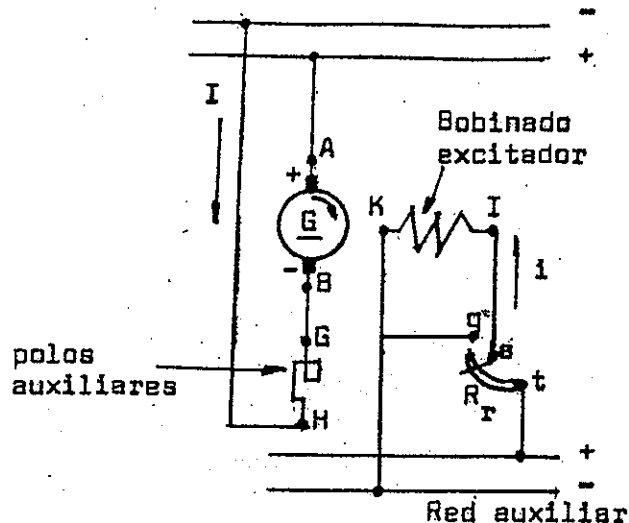 -
+
I
A
Bobinado
excitador
+
G
K
I
-
B
i
G
q
s
polos
auxiliares
R
r
t
H
+
-
Red auxiliar